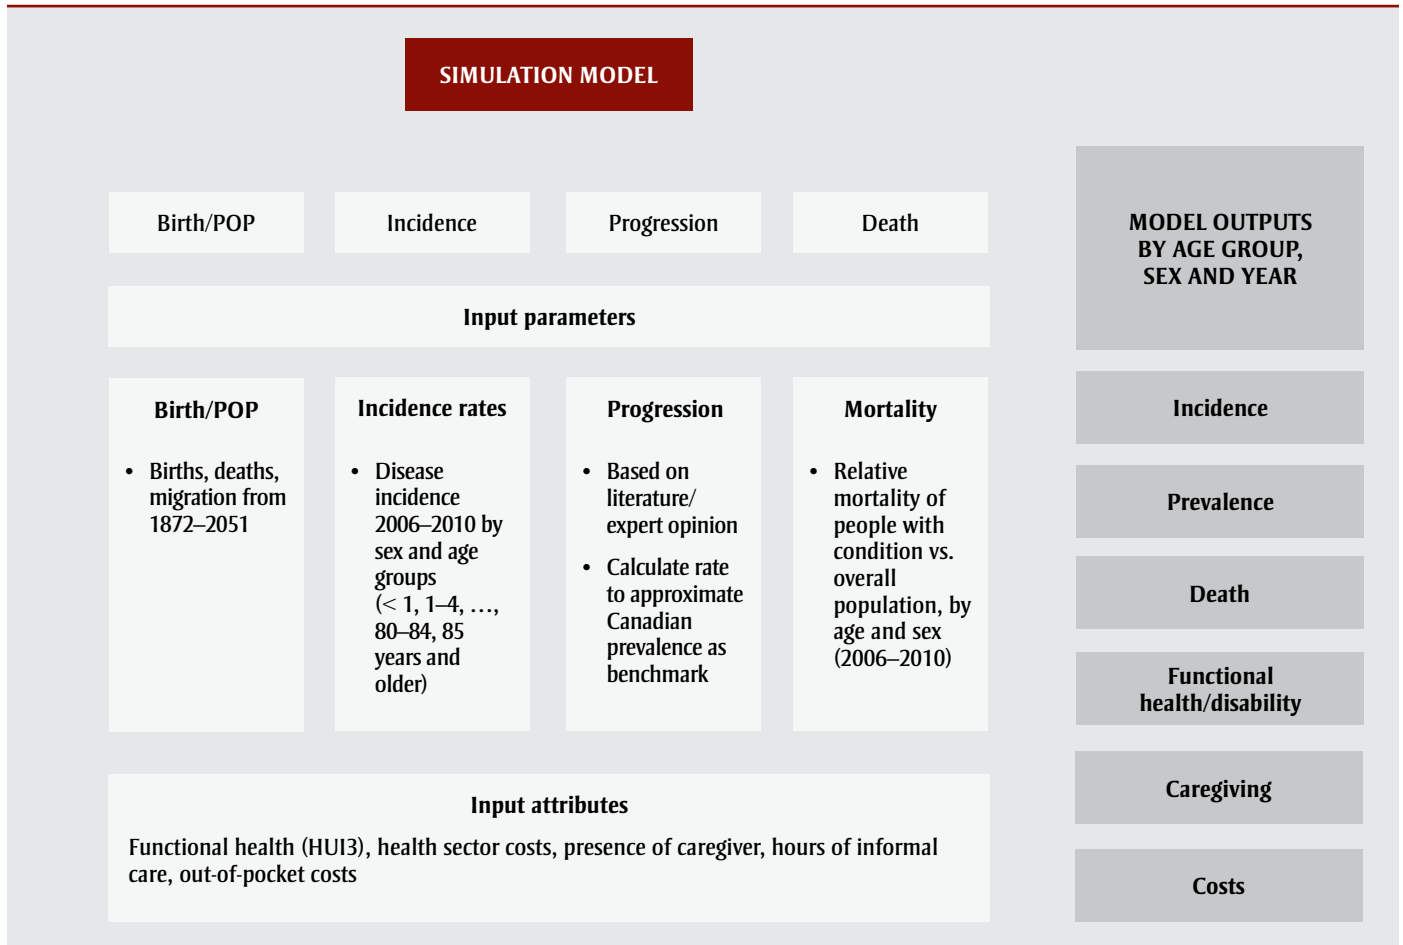 SIMULATION MODEL
Birth/POP
Incidence
Progression
Death
Input parameters
Birth/POP
• Births, deaths,
migration from
1872–2051
Incidence rates
• Disease
incidence
2006–2010 by
sex and age
groups
(< 1, 1–4, …,
80–84, 85
years and
older)
Progression
• Based on
literature/
expert opinion
• Calculate rate
to approximate
Canadian
prevalence as
benchmark
Mortality
• Relative
mortality of
people with
condition vs.
overall
population, by
age and sex
(2006–2010)
Input attributes
Functional health (HUI3), health sector costs, presence of caregiver, hours of informal
care, out-of-pocket costs
MODEL OUTPUTS
BY AGE GROUP,
SEX AND YEAR
Incidence
Prevalence
Death
Functional
health/disability
Caregiving
Costs